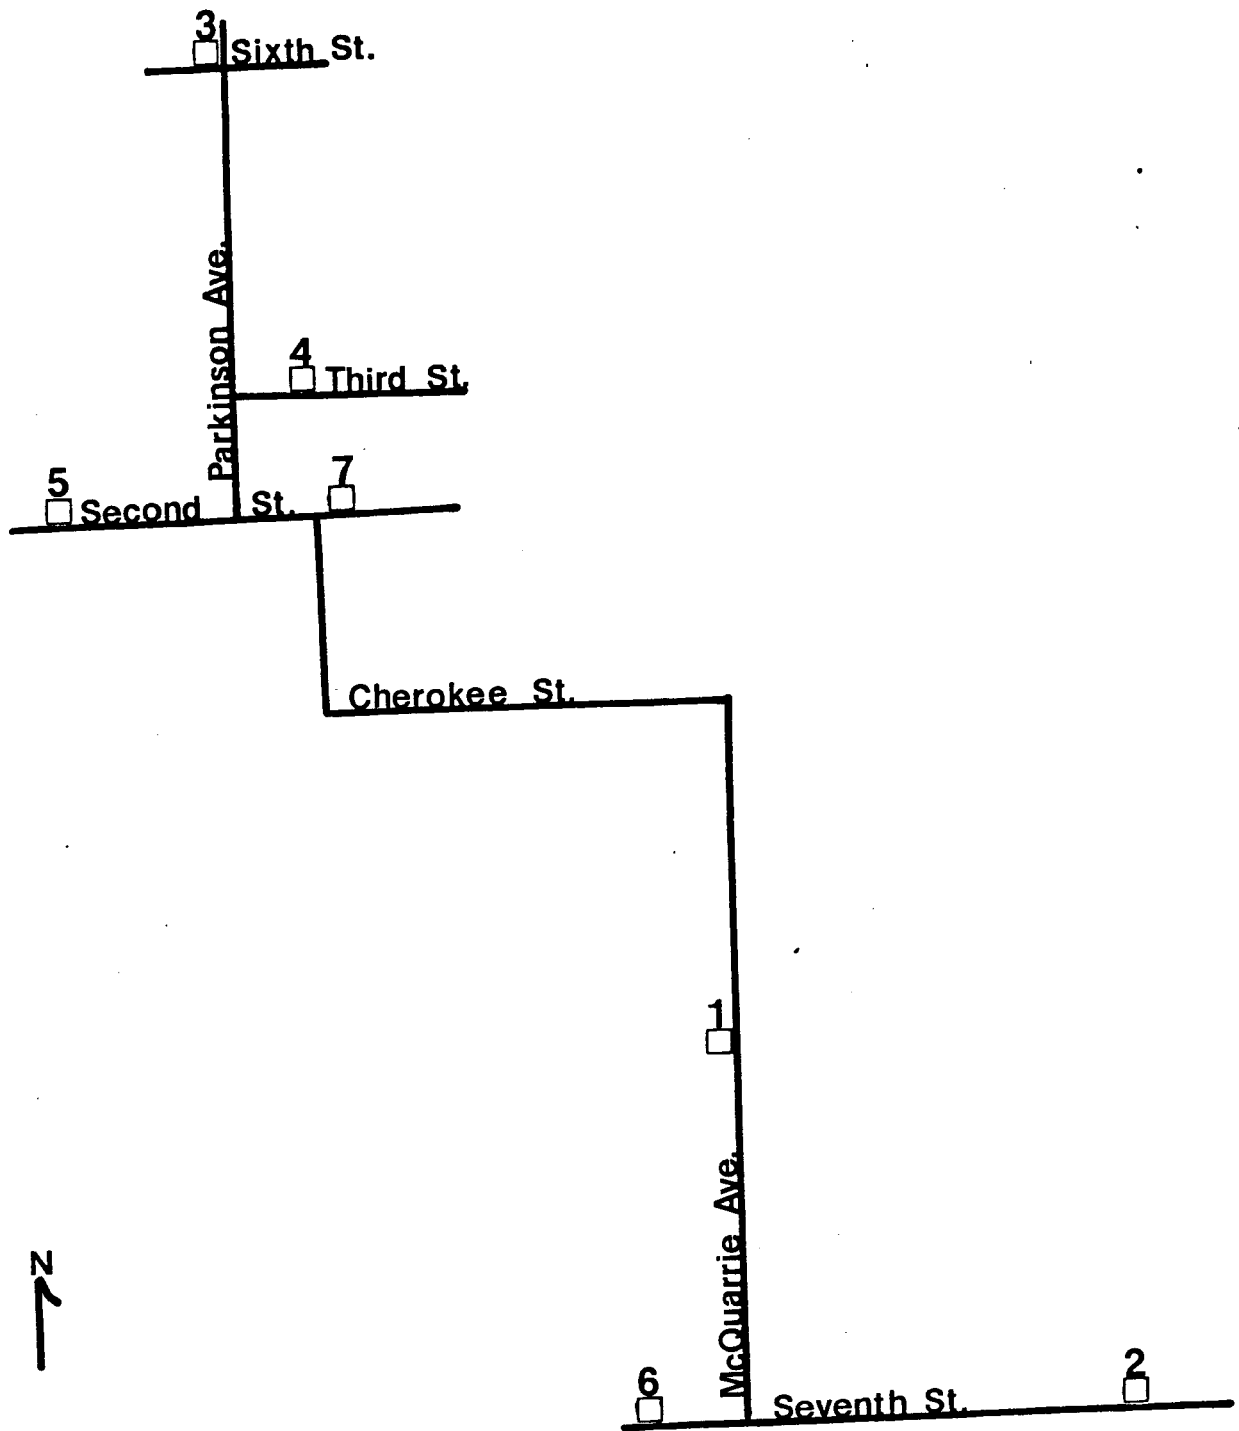 3
Sixth St.
Parkinson Ave.
4
Third St.
5
Second St.
7
Cherokee St.
1
McQuarrie Ave.
N
6
Seventh St.
2